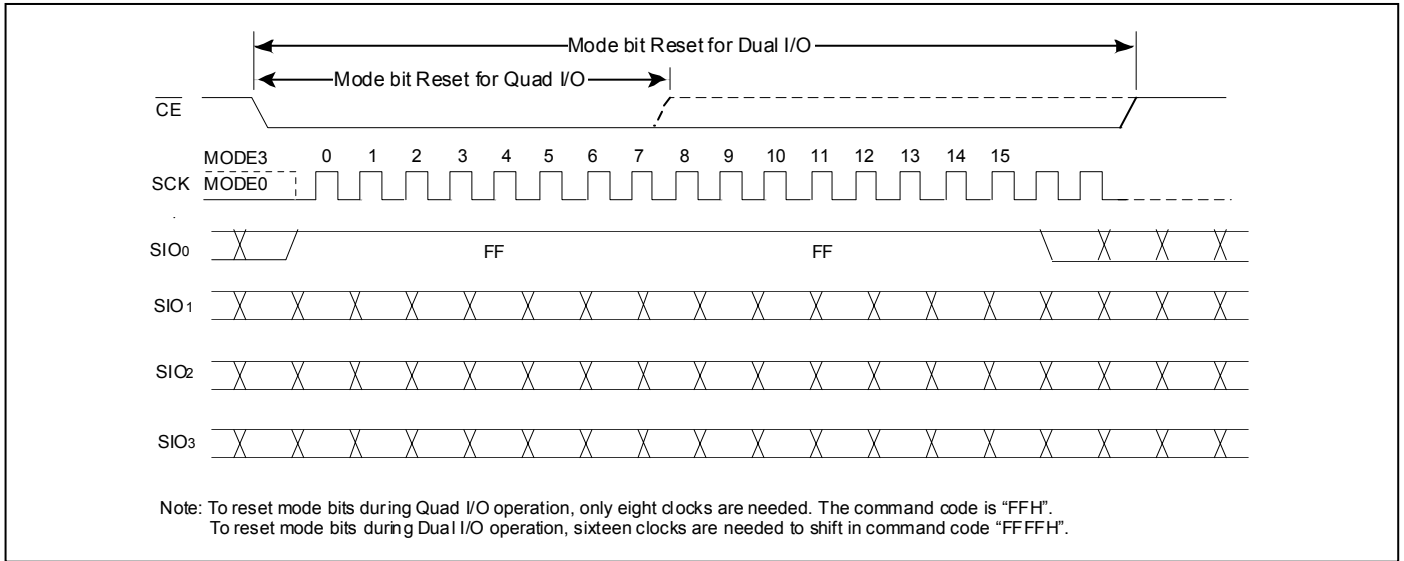 Mode bit Reset for Dual I/O
Mode bit Reset for Quad I/O
CE
MODE3 0 1 2 3 4 5 6 7 8 9 10 11 12 13 14 15
SCK MODE0
SIO0 FF FF
SIO1
SIO2
SIO3
Note: To reset mode bits during Quad I/O operation, only eight clocks are needed. The command code is “FFH”.
To reset mode bits during Dual I/O operation, sixteen clocks are needed to shift in command code “FFFFH”.